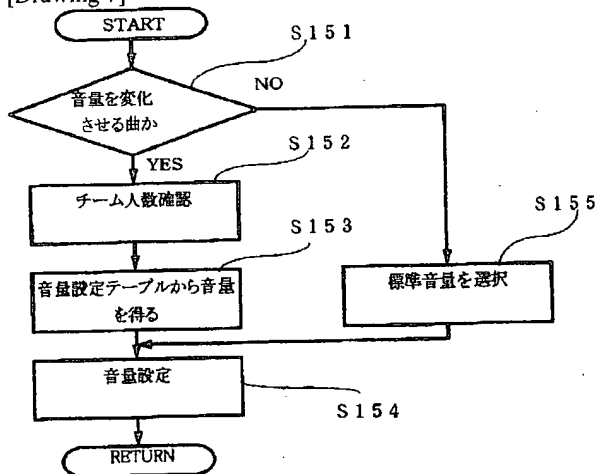 START
S151
音量を変化
させる曲か
NO
YES
S152
チーム人数確認
S153
S155
音量設定テーブルから音量
を得る
標準音量を選択
音量設定
S154
RETURN